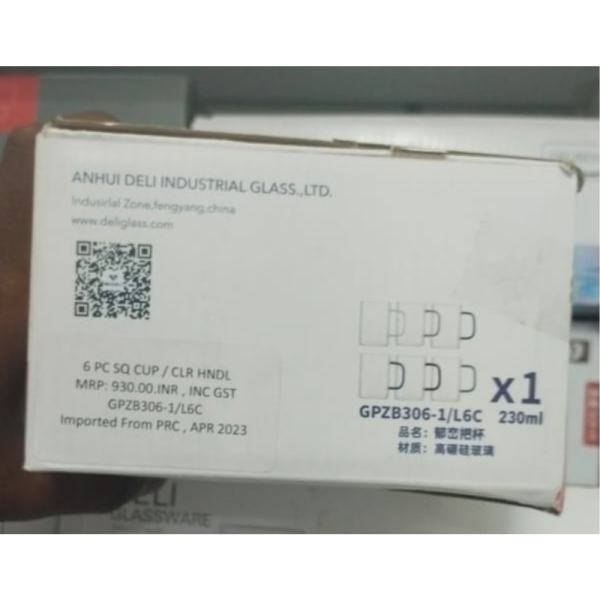 ANHUI DELI INDUSTRIAL GLASS.,LTD.
Indusirial Zone,fengyang,china
www.deliglass.com
6 PC SQ CUP / CLR HNDL
MRP: 930.00.INR , INC GST
GPZB306-1/L6C
Imported From PRC , APR 2023
x1
GPZB306-1/L6C 230ml
品名：郁峦把杯
材质：高硼硅玻璃
DELI
GLASSWARE